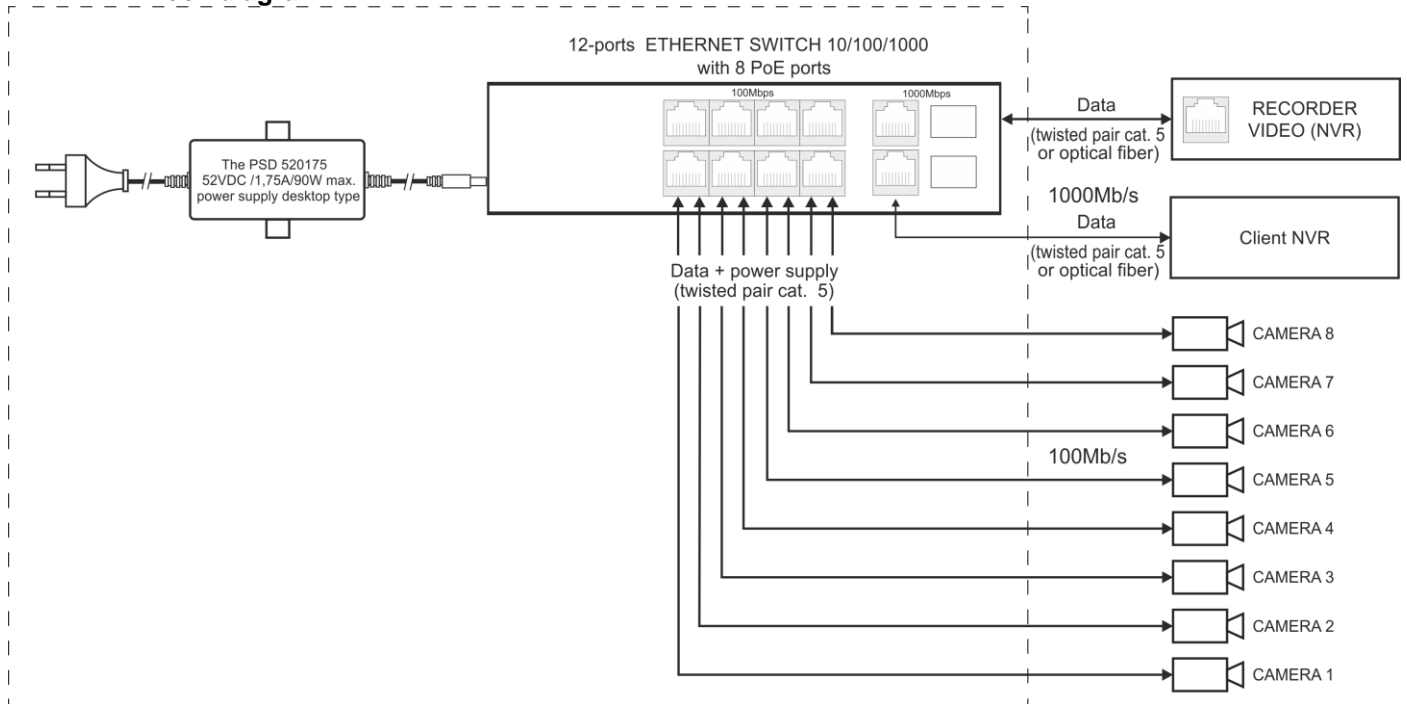 12-ports ETHERNET SWITCH 10/100/1000
with 8 PoE ports
100Mbps
1000Mbps
The PSD 520175
52VDC /1,75A/90W max.
power supply desktop type
Data
(twisted pair cat. 5
or optical fiber)
RECORDER
VIDEO (NVR)
1000Mb/s
Data
(twisted pair cat. 5
or optical fiber)
Client NVR
Data + power supply
(twisted pair cat. 5)
CAMERA 8
CAMERA 7
CAMERA 6
100Mb/s
CAMERA 5
CAMERA 4
CAMERA 3
CAMERA 2
CAMERA 1